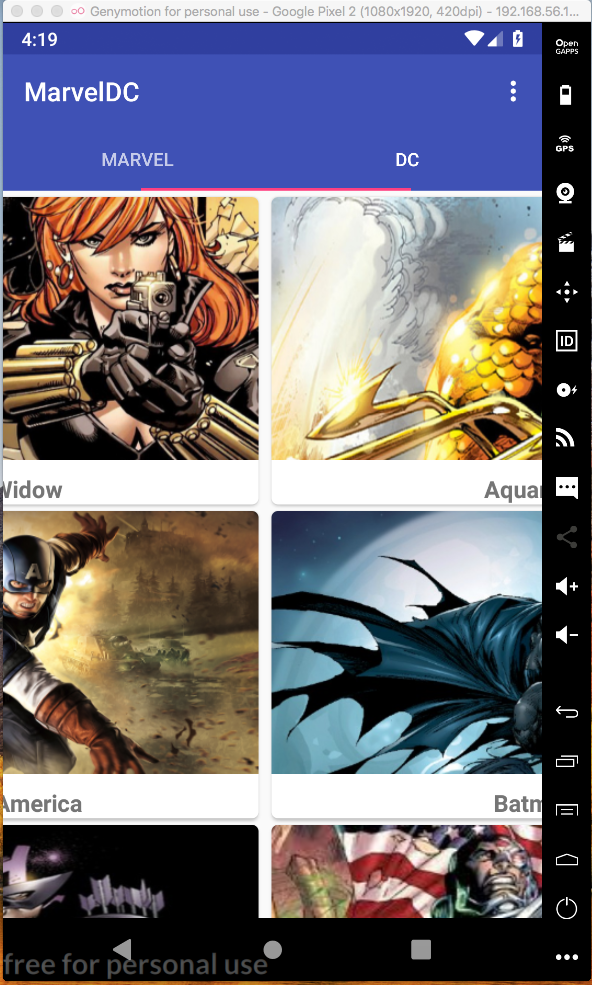 Genymotion for personal use - Google Pixel 2 (1080x1920, 420dpi) - 192.168.56.1...
4:19
Open
GAPPS
MarvelDC
GPS
MARVEL DC
ID
Widow Aquar
A
America Batm
free for personal use